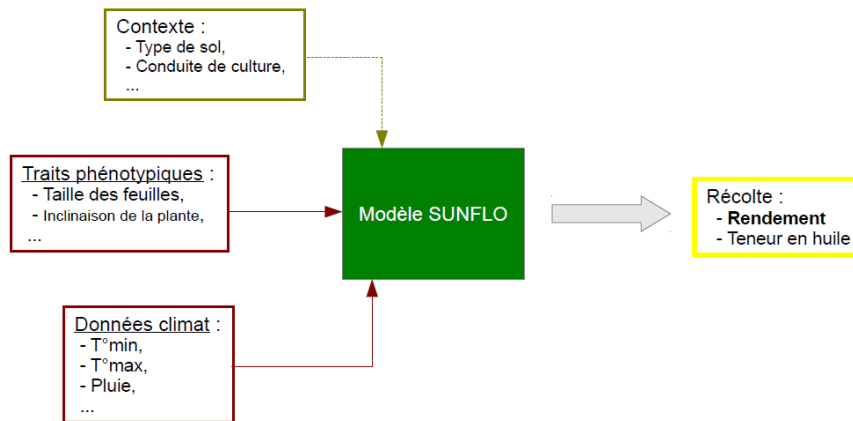 Contexte :
- Type de sol,
- Conduite de culture,
...
Traits phénotypiques :
- Taille des feuilles,
- Inclinaison de la plante,
...
Modèle SUNFLO
Récolte :
- Rendement
- Teneur en huile
Données climat :
- T°min,
- T°max,
- Pluie,
...